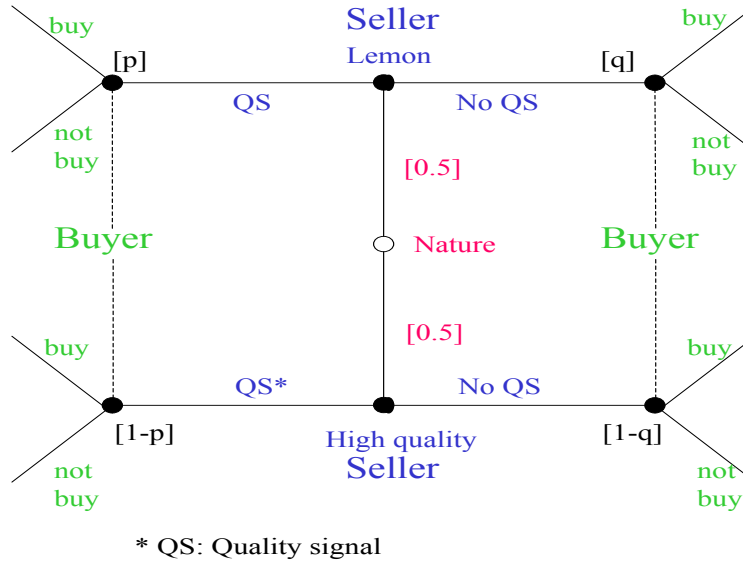 Seller
buy
buy
[p]
Lemon
[q]
QS
No QS
not
buy
not
buy
[0.5]
Buyer
Nature
Buyer
[0.5]
buy
buy
QS*
No QS
[1-p]
High quality
[1-q]
Seller
not
buy
not
buy
* QS: Quality signal